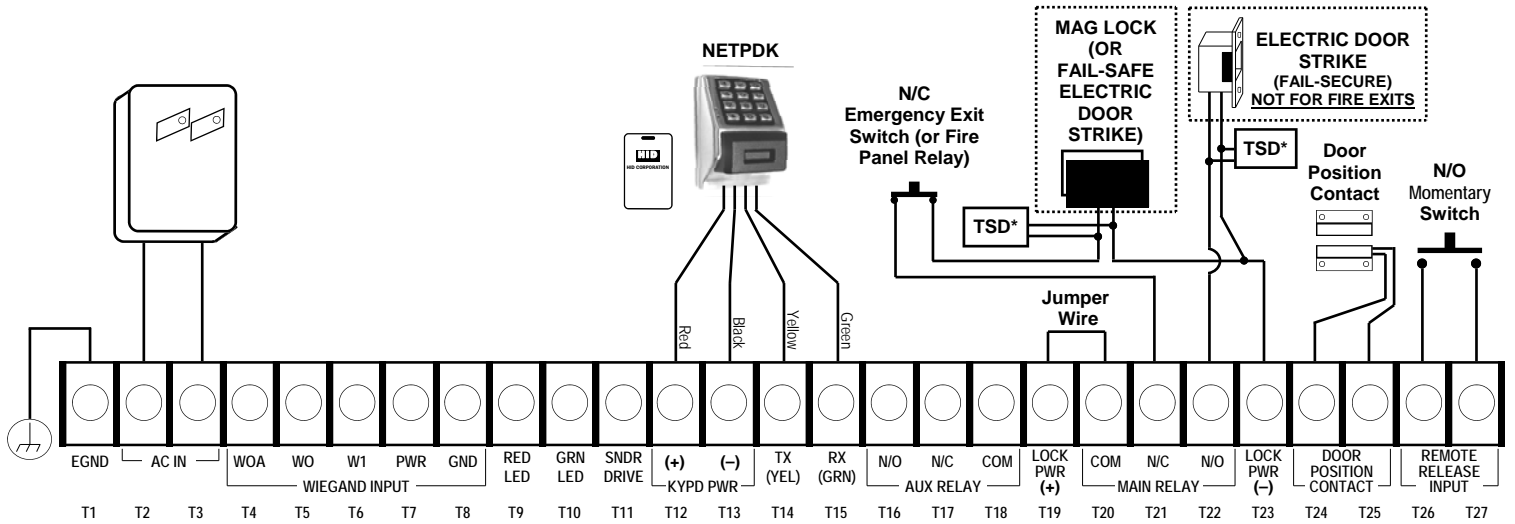 NETPDK
HID
HID CORPORATION
N/C
Emergency Exit
Switch (or Fire
Panel Relay)
MAG LOCK
(OR
FAIL-SAFE
ELECTRIC
DOOR
STRIKE)
TSD*
ELECTRIC DOOR
STRIKE
(FAIL-SECURE)
NOT FOR FIRE EXITS
TSD*
Door
Position
Contact
N/O
Momentary
Switch
Jumper
Wire
Red
Black
Yellow
Green
EGND
AC IN
WOA
WO
W1
PWR
GND
WIEGAND INPUT
RED
LED
GRN
LED
SNDR
DRIVE
(+)
(–)
KYPD PWR
TX
(YEL)
RX
(GRN)
N/O
N/C
COM
AUX RELAY
LOCK
PWR
(+)
COM
N/C
N/O
MAIN RELAY
LOCK
PWR
(–)
DOOR
POSITION
CONTACT
REMOTE
RELEASE
INPUT
T1 T2 T3 T4 T5 T6 T7 T8 T9 T10 T11 T12 T13 T14 T15 T16 T17 T18 T19 T20 T21 T22 T23 T24 T25 T26 T27